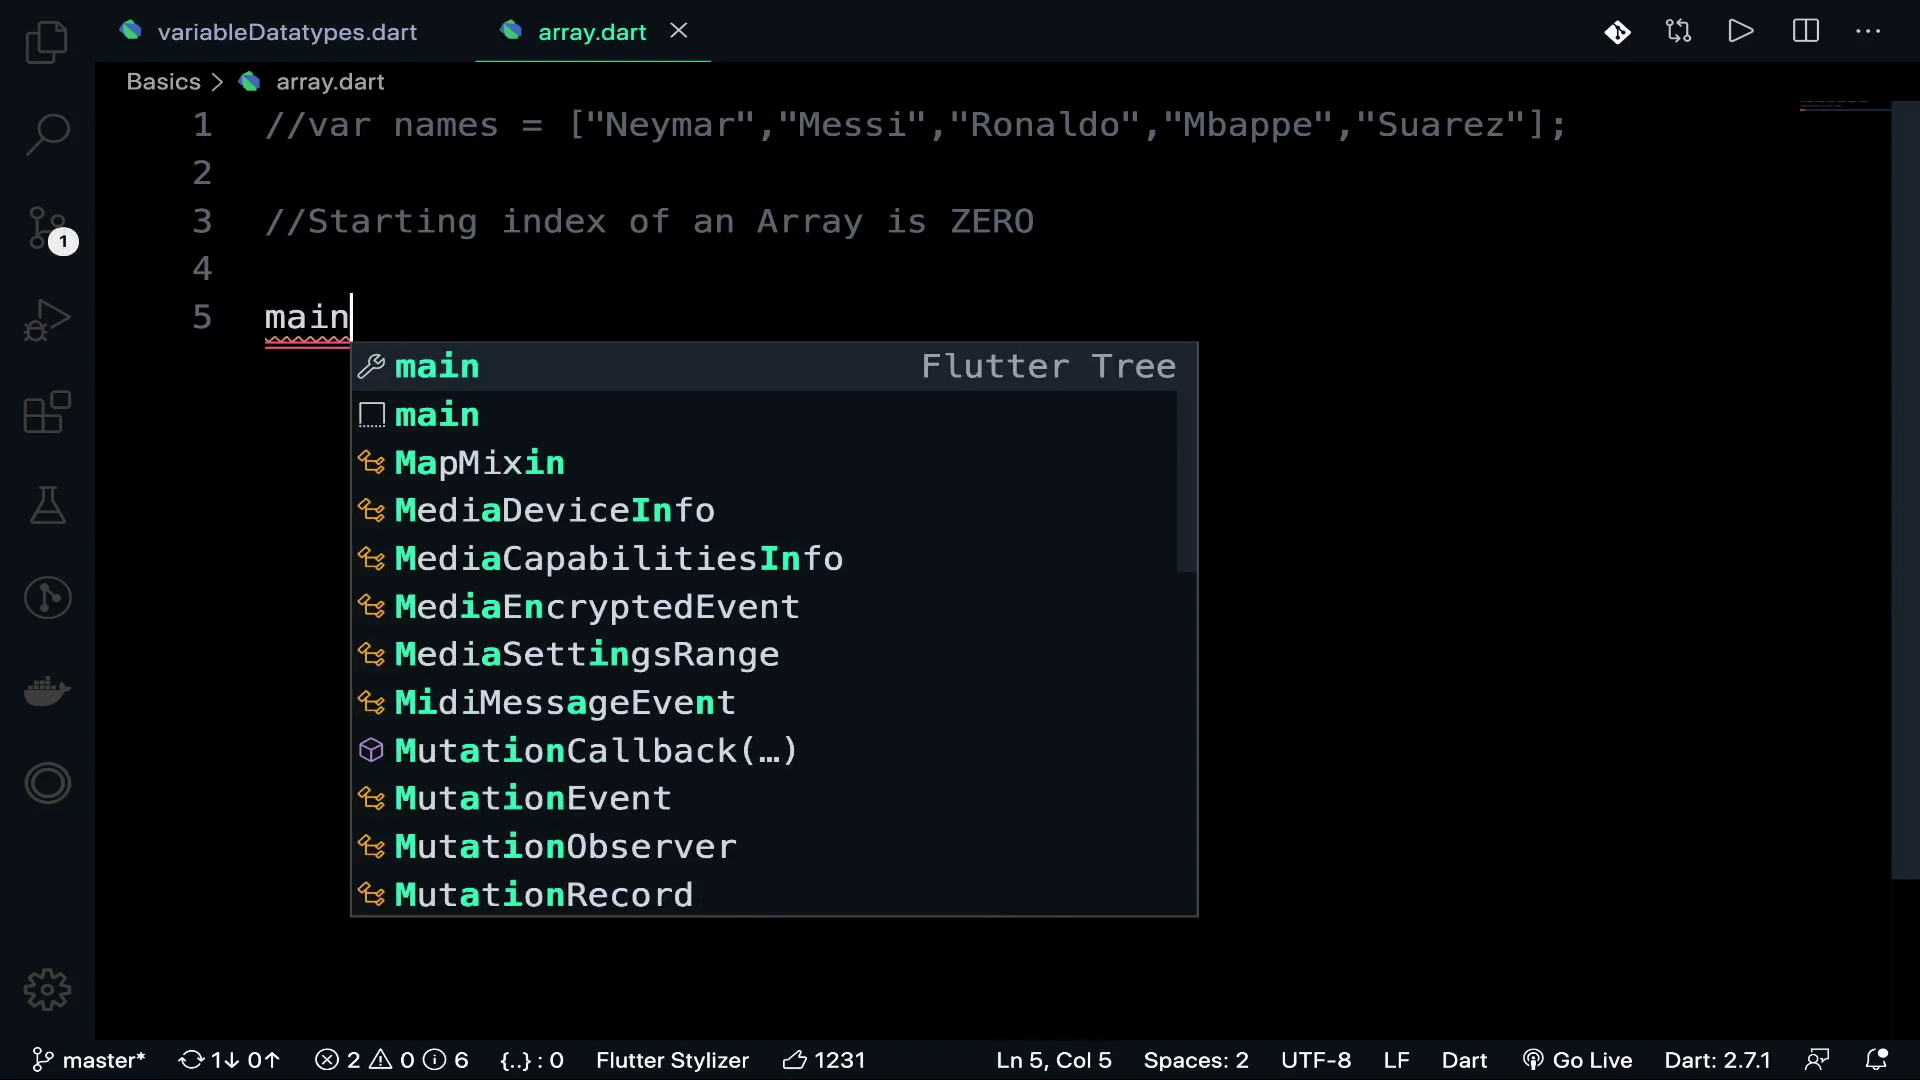 variableDatatypes.dart array.dart
Basics > array.dart
1 //var names = ["Neymar","Messi","Ronaldo","Mbappe","Suarez"];
2
3 //Starting index of an Array is ZERO
4
5 main
main Flutter Tree
main
MapMixin
MediaDeviceInfo
MediaCapabilitiesInfo
MediaEncryptedEvent
MediaSettingsRange
MidiMessageEvent
MutationCallback(…)
MutationEvent
MutationObserver
MutationRecord
1
master* 1↓ 0↑ 2 0 6 {..} : 0 Flutter Stylizer 1231 Ln 5, Col 5 Spaces: 2 UTF-8 LF Dart Go Live Dart: 2.7.1